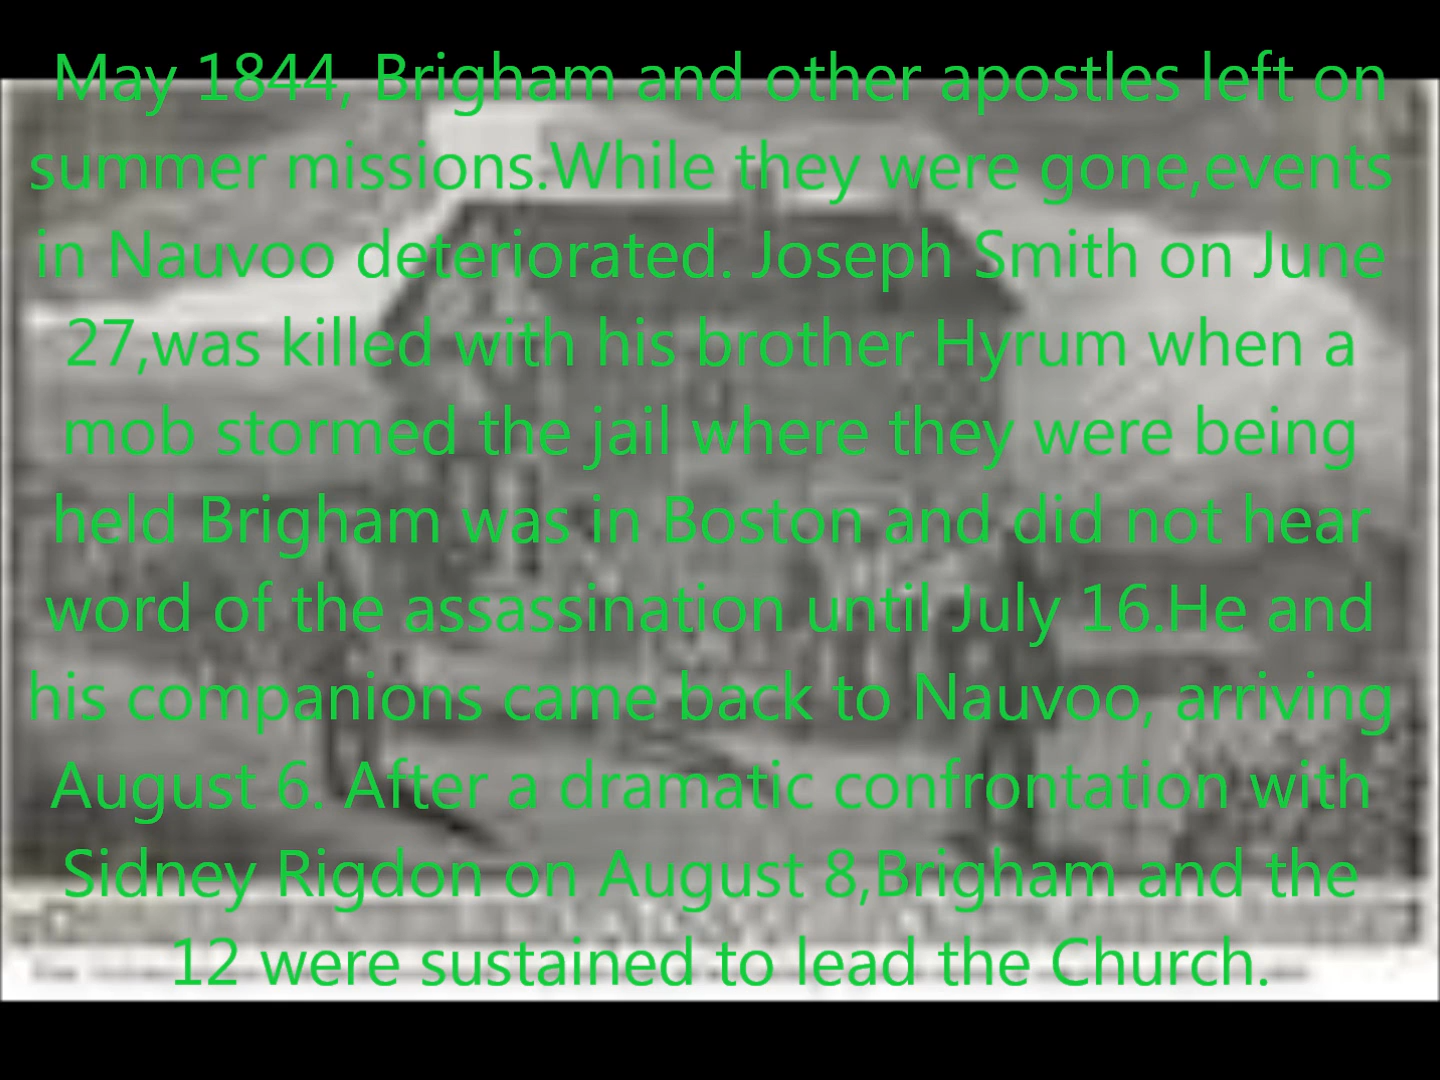 May 1844, Brigham and other apostles left on
summer missions.While they were gone,events
in Nauvoo deteriorated. Joseph Smith on June
27,was killed with his brother Hyrum when a
mob stormed the jail where they were being
held Brigham was in Boston and did not hear
word of the assassination until July 16.He and
his companions came back to Nauvoo, arriving
August 6. After a dramatic confrontation with
Sidney Rigdon on August 8,Brigham and the
12 were sustained to lead the Church.